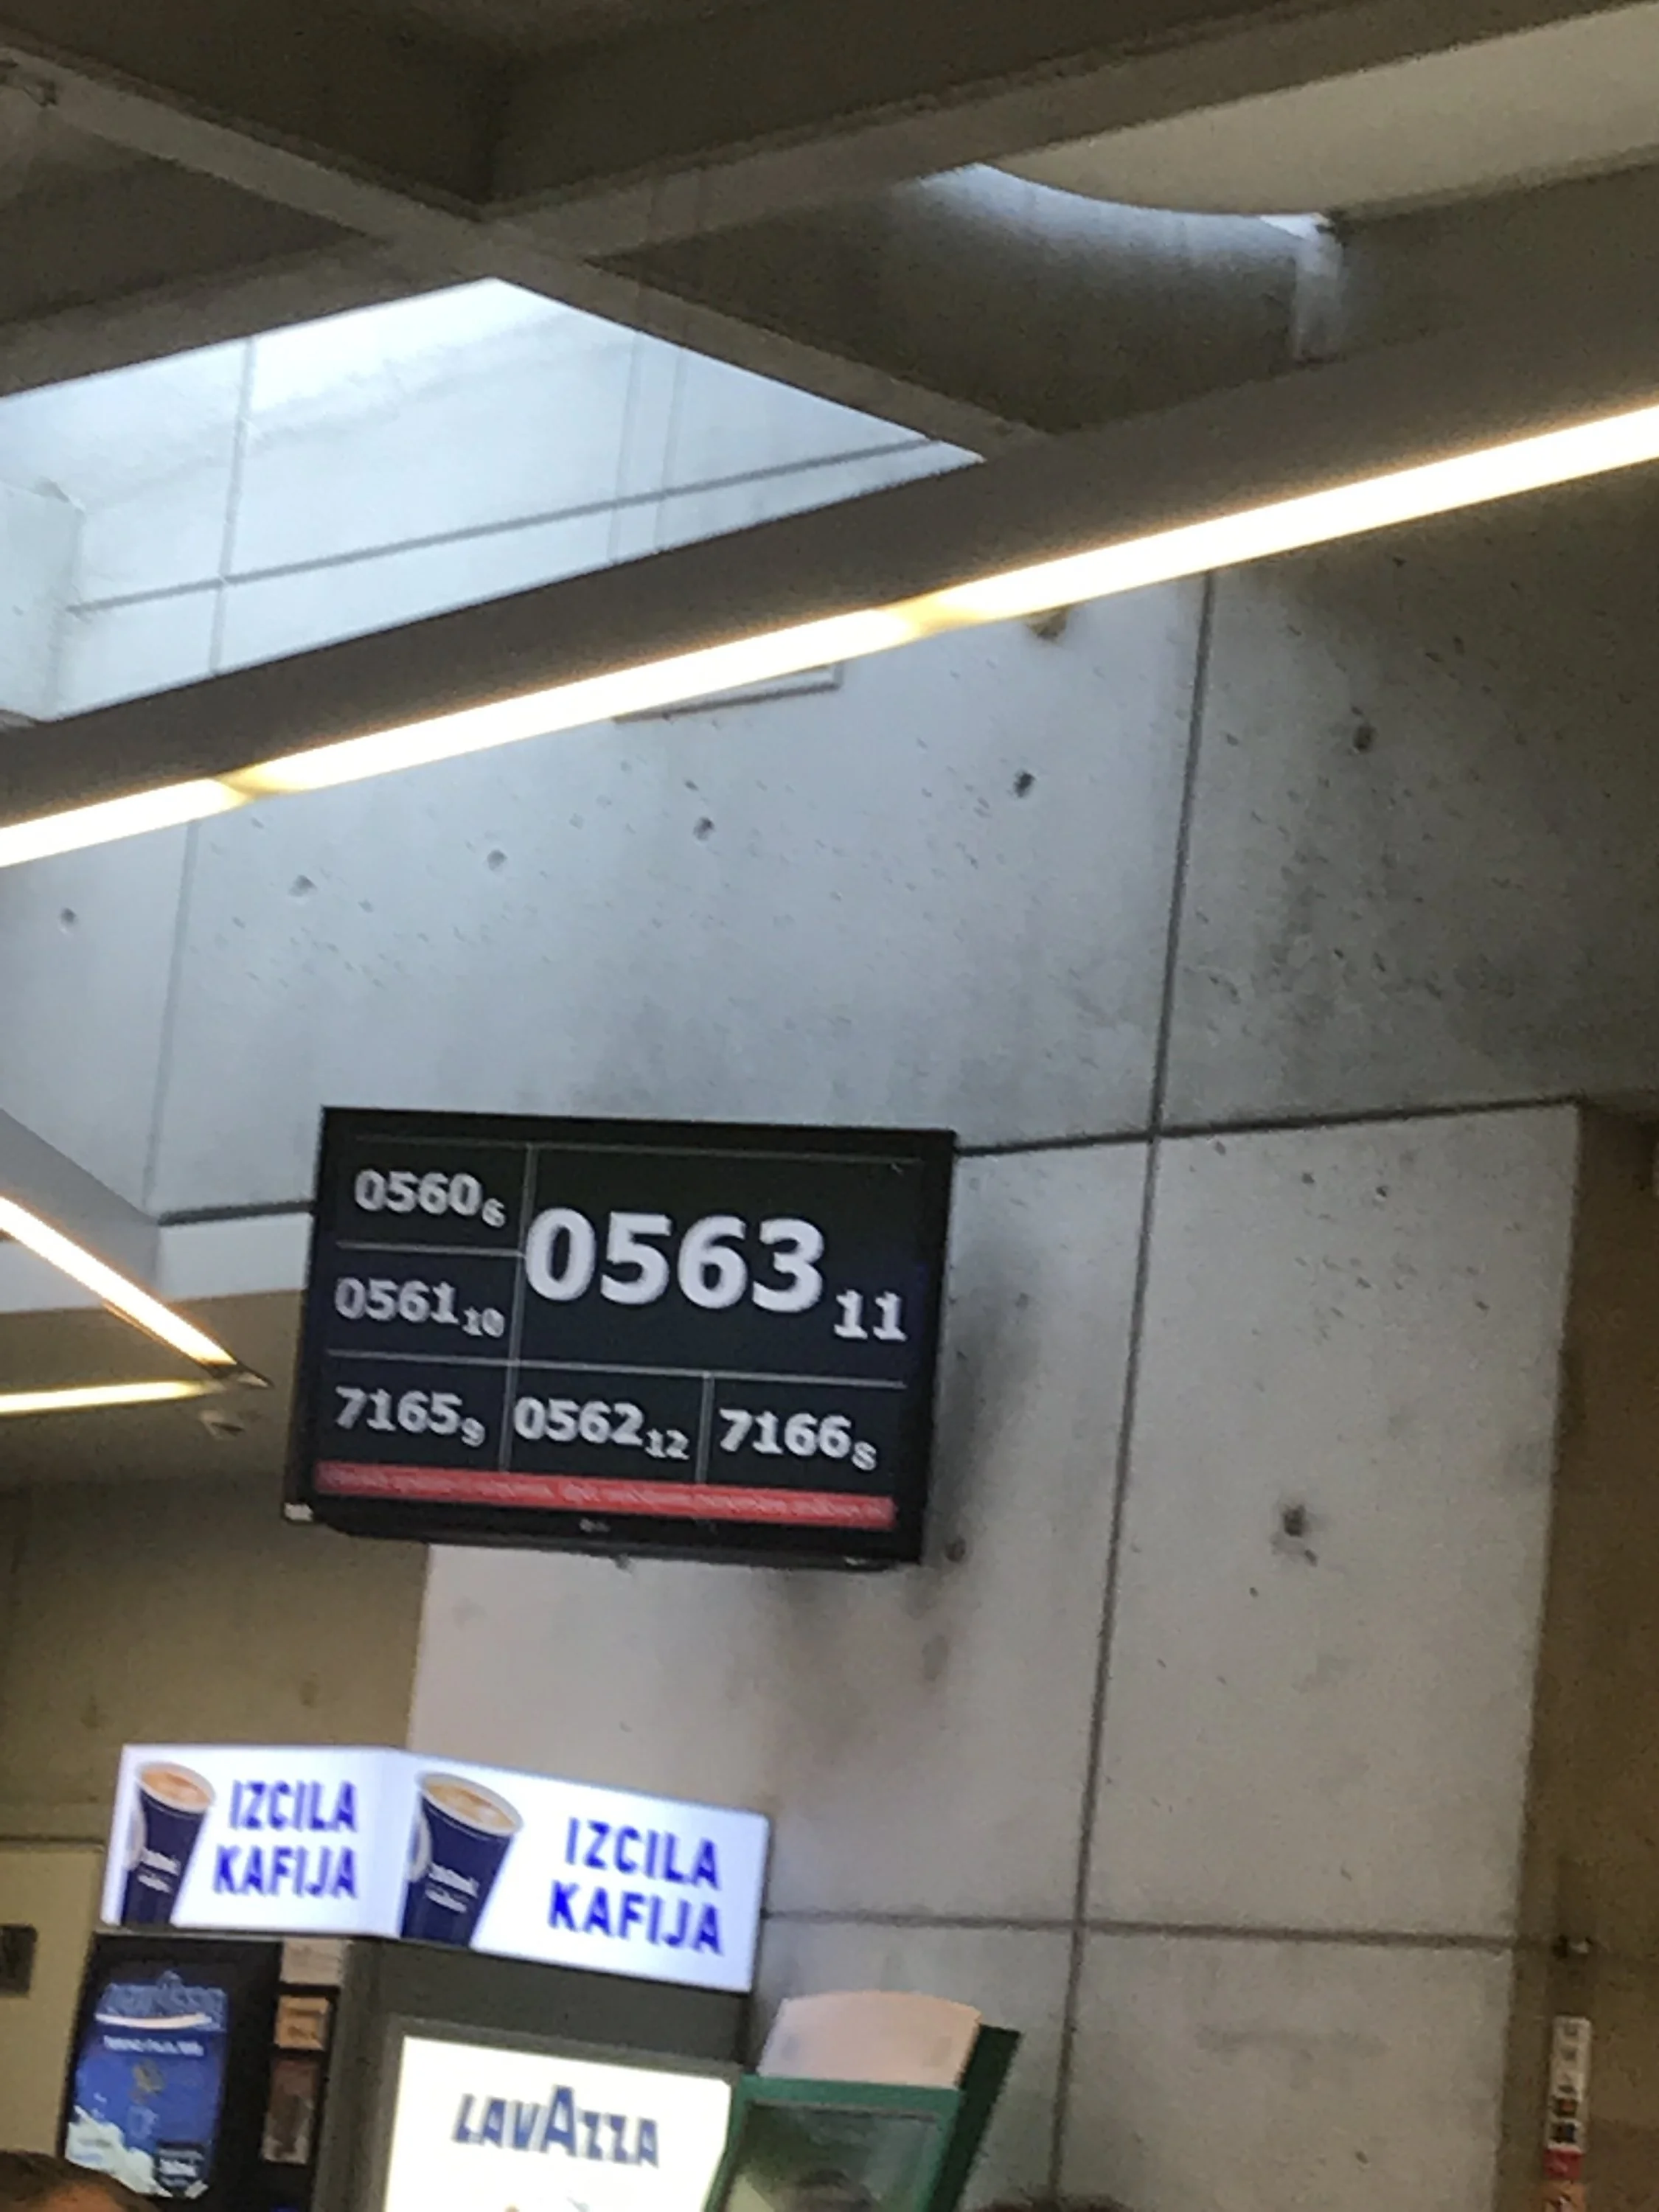 0560 6
0563 11
0561 10
7165 9
0562 12
7166 8
IZCILA
KAFIJA
IZCILA
KAFIJA
LAVAZZA